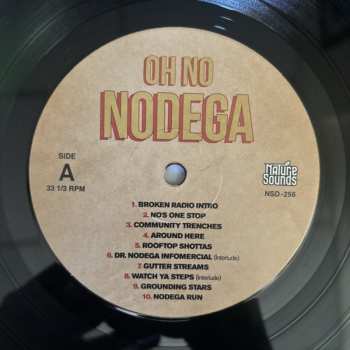 OH NO
NODEGA
SIDE
A
33 1/3 RPM
Nature
Sounds
NSD-256
1. BROKEN RADIO INTRO
2. NO'S ONE STOP
3. COMMUNITY TRENCHES
4. AROUND HERE
5. ROOFTOP SHOTTAS
6. DR. NODEGA INFOMERCIAL (Interlude)
7. GUTTER STREAMS
8. WATCH YA STEPS (Interlude)
9. GROUNDING STARS
10. NODEGA RUN